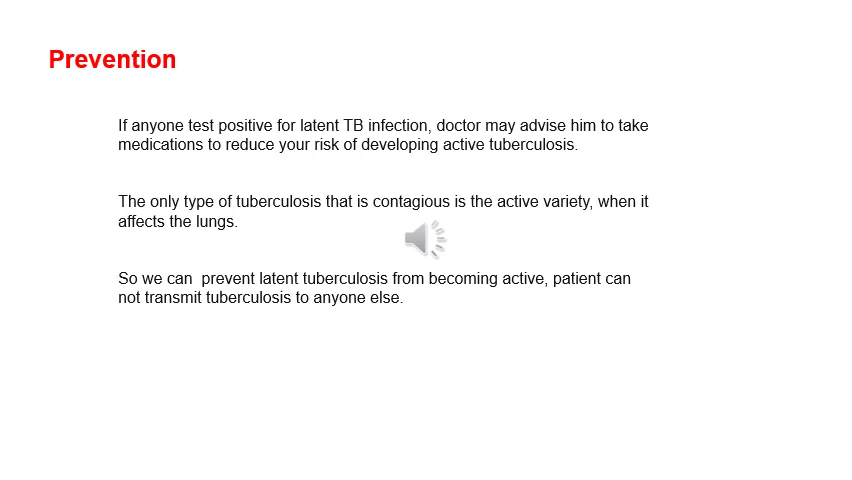 Prevention
If anyone test positive for latent TB infection, doctor may advise him to take
medications to reduce your risk of developing active tuberculosis.
The only type of tuberculosis that is contagious is the active variety, when it
affects the lungs.
So we can  prevent latent tuberculosis from becoming active, patient can
not transmit tuberculosis to anyone else.